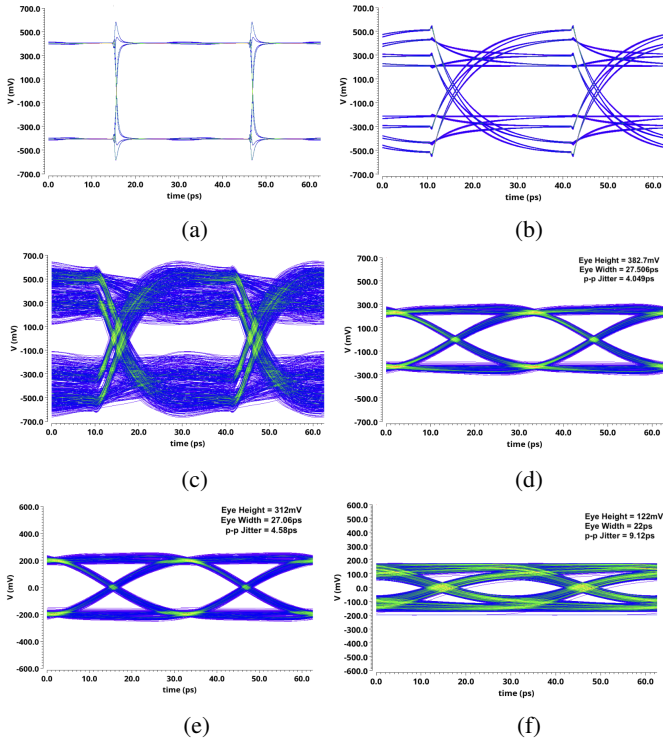 700.0
500.0
300.0
100.0
-100.0
-300.0
-500.0
-700.0
V (mV)
0.0 10.0 20.0 30.0 40.0 50.0 60.0
time (ps)
(a)
700.0
500.0
300.0
100.0
-100.0
-300.0
-500.0
-700.0
V (mV)
0.0 10.0 20.0 30.0 40.0 50.0 60.0
time (ps)
(b)
700.0
500.0
300.0
100.0
-100.0
-300.0
-500.0
-700.0
V (mV)
0.0 10.0 20.0 30.0 40.0 50.0 60.0
time (ps)
(c)
Eye Height = 382.7mV
Eye Width = 27.506ps
p-p Jitter = 4.049ps
700.0
500.0
300.0
100.0
-100.0
-300.0
-500.0
-700.0
V (mV)
0.0 10.0 20.0 30.0 40.0 50.0 60.0
time (ps)
(d)
Eye Height = 312mV
Eye Width = 27.06ps
p-p Jitter = 4.58ps
600.0
400.0
200.0
0.0
-200.0
-400.0
-600.0
V (mV)
0.0 10.0 20.0 30.0 40.0 50.0 60.0
time (ps)
(e)
Eye Height = 122mV
Eye Width = 22ps
p-p Jitter = 9.12ps
600.0
500.0
400.0
300.0
200.0
100.0
0.0
-100.0
-200.0
-300.0
-400.0
-500.0
-600.0
V (mV)
0.0 10.0 20.0 30.0 40.0 50.0 60.0
time (ps)
(f)